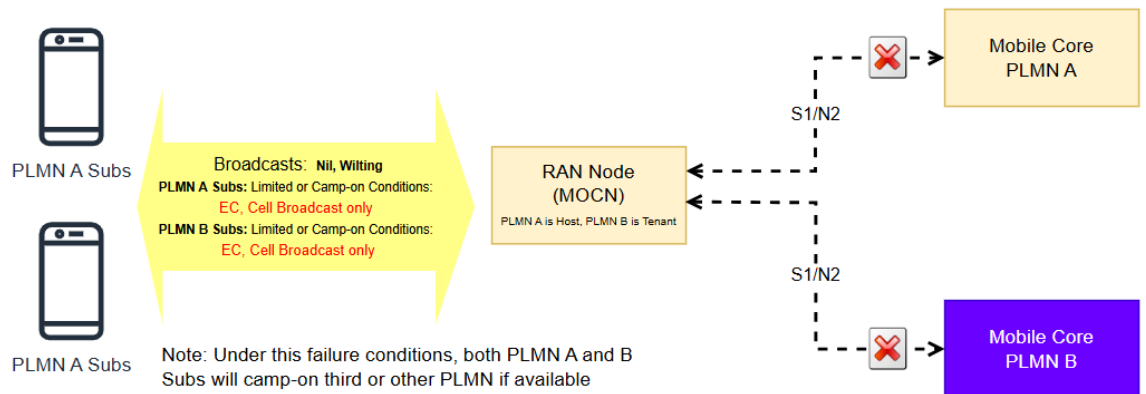 PLMN A Subs
PLMN A Subs
Broadcasts: Nil, Wilting
PLMN A Subs: Limited or Camp-on Conditions:
EC, Cell Broadcast only
PLMN B Subs: Limited or Camp-on Conditions:
EC, Cell Broadcast only
Note: Under this failure conditions, both PLMN A and B
Subs will camp-on third or other PLMN if available
RAN Node
(MOCN)
PLMN A is Host, PLMN B is Tenant
S1/N2
S1/N2
Mobile Core
PLMN A
Mobile Core
PLMN B